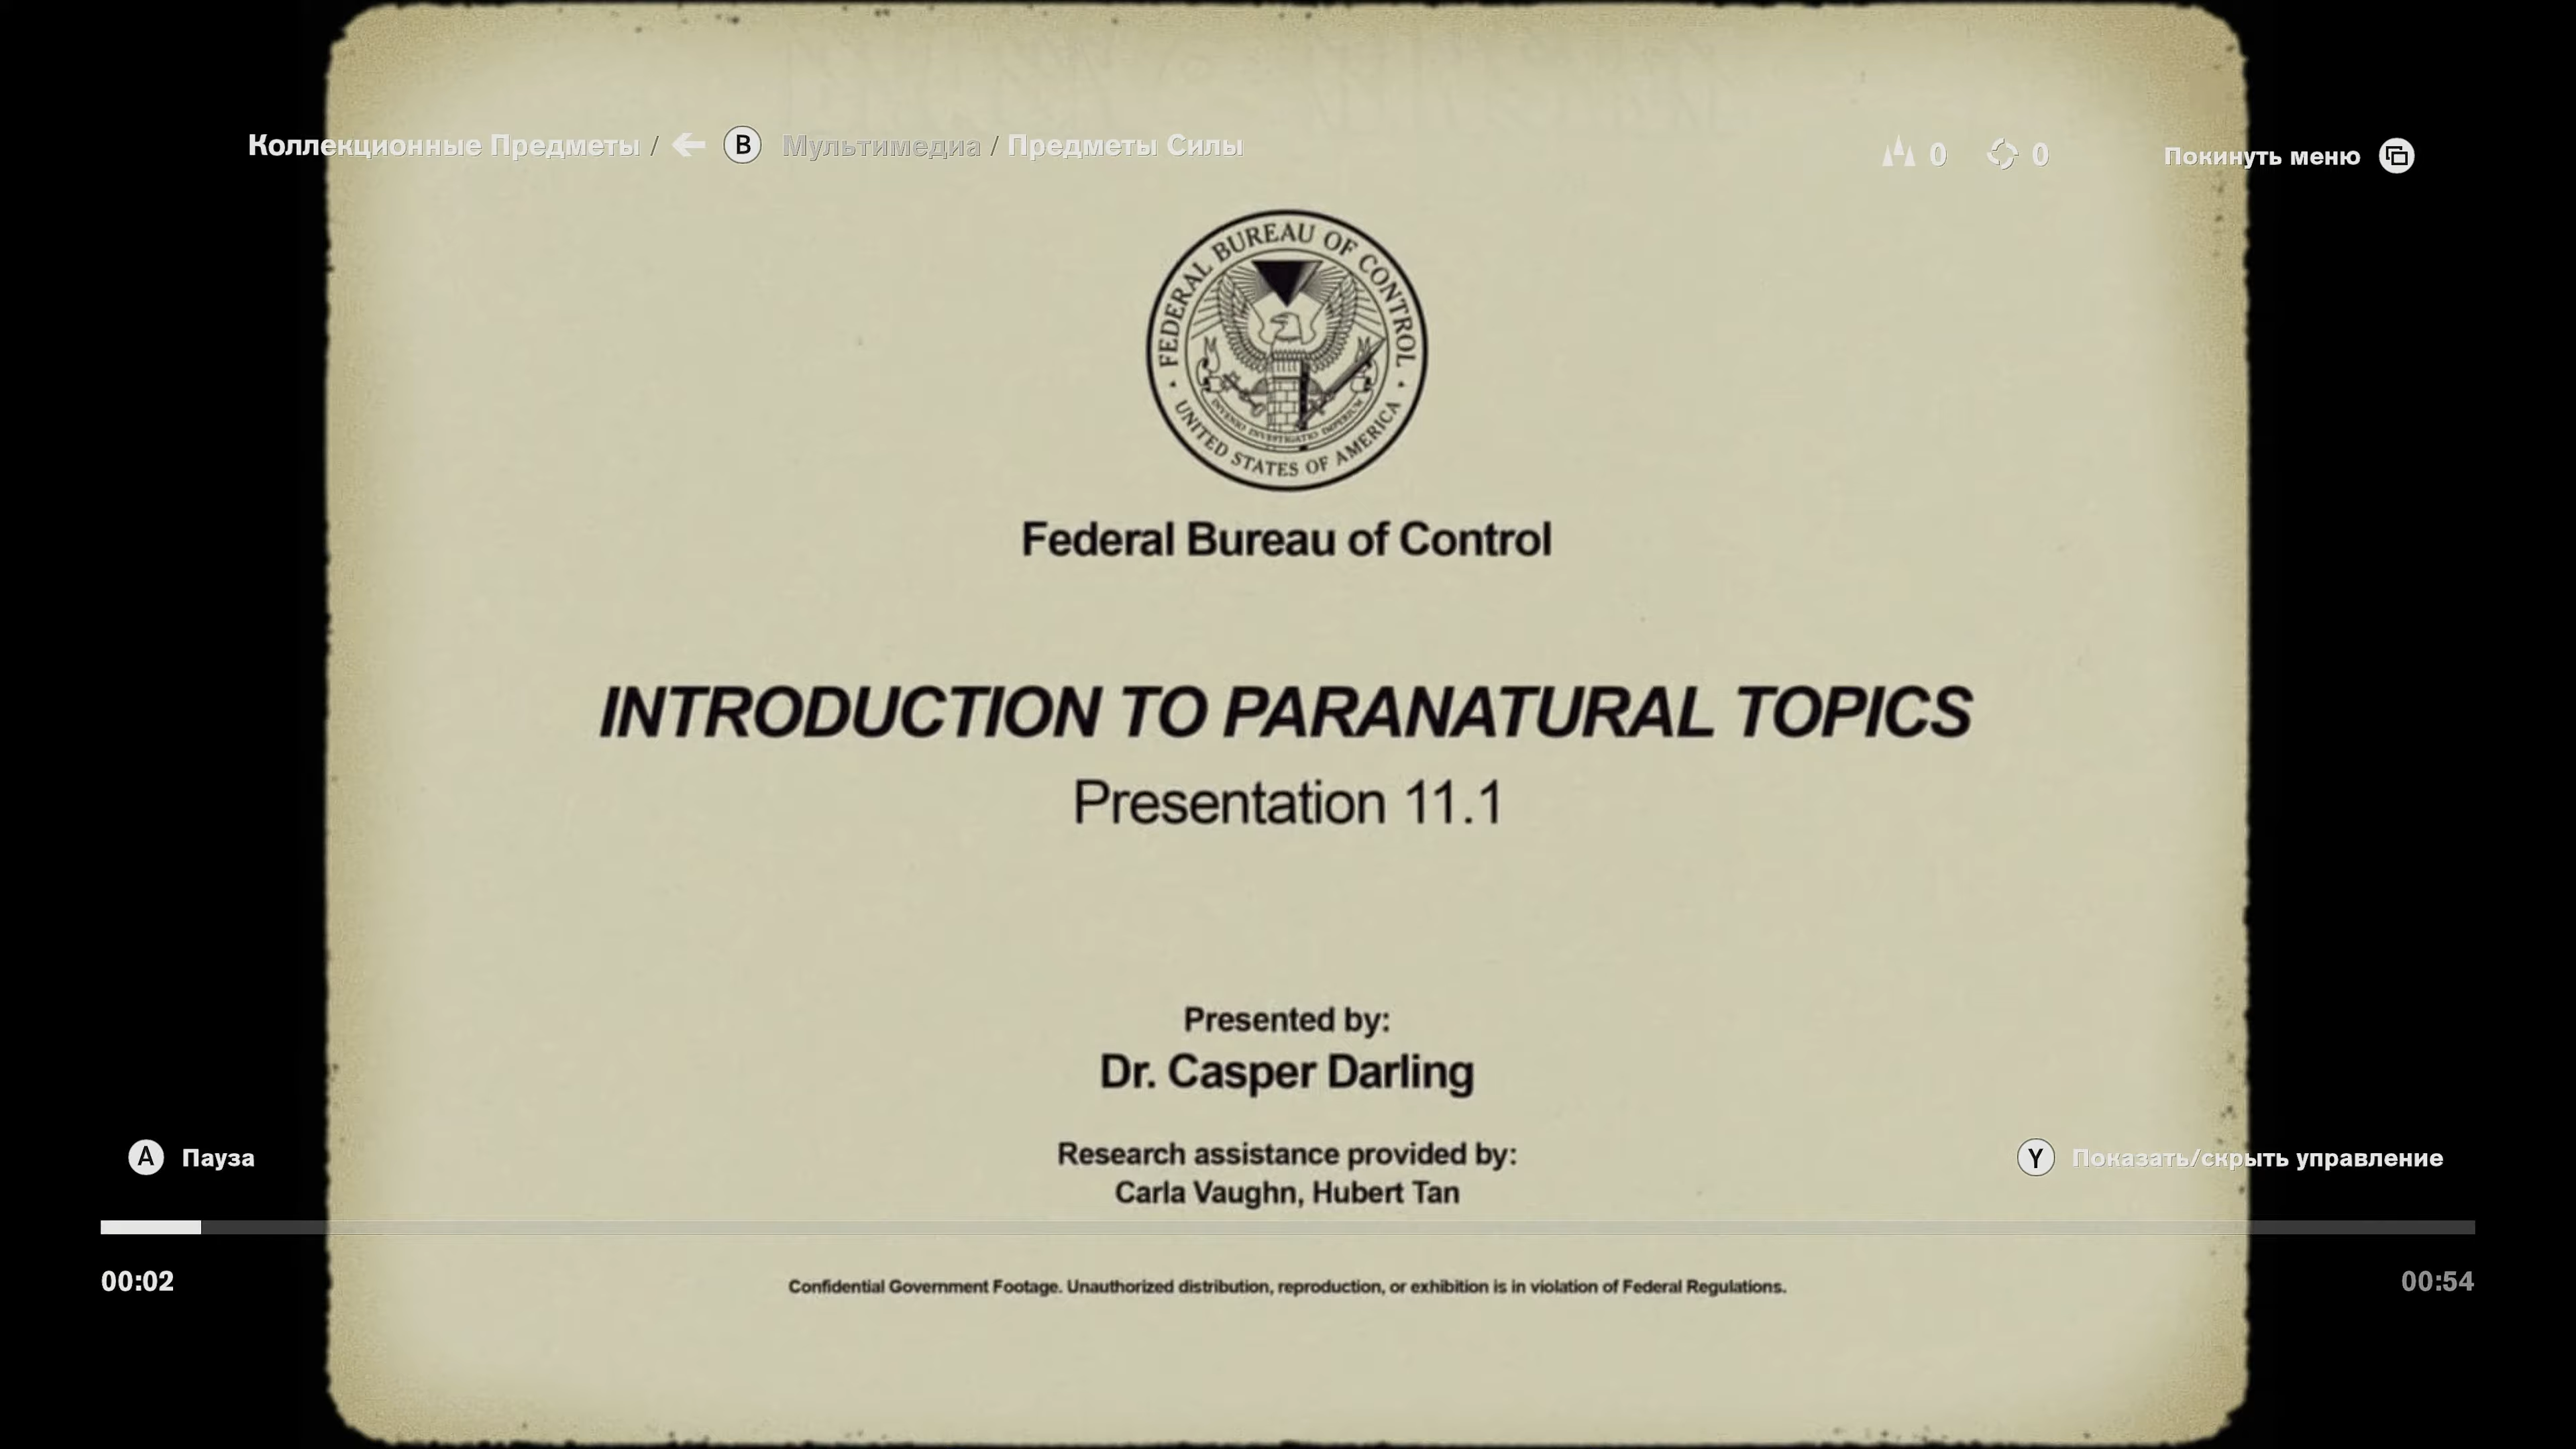 Коллекционные Предметы / B Мультимедиа / Предметы Силы
0 0 Покинуть меню
FEDERAL BUREAU OF CONTROL
INVENIO INVESTIGATIO IMPERIUM
UNITED STATES OF AMERICA
Federal Bureau of Control
INTRODUCTION TO PARANATURAL TOPICS
Presentation 11.1
Presented by:
Dr. Casper Darling
A Пауза
Y Показать/скрыть управление
Research assistance provided by:
Carla Vaughn, Hubert Tan
00:02
00:54
Confidential Government Footage. Unauthorized distribution, reproduction, or exhibition is in violation of Federal Regulations.